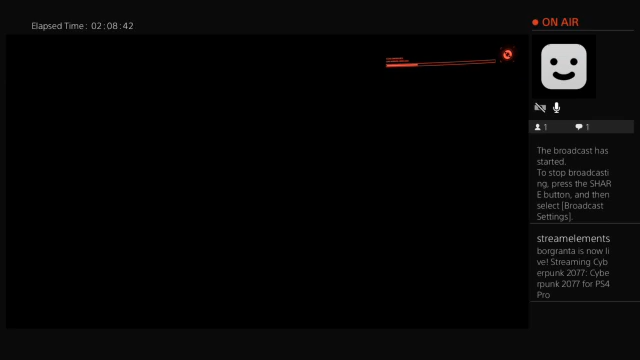 Elapsed Time : 02:08:42
ON AIR
1
1
The broadcast has
started.
To stop broadcasti
ng, press the SHAR
E button, and then
select [Broadcast
Settings].
streamelements
borgranta is now li
ve! Streaming Cyb
erpunk 2077: Cybe
rpunk 2077 for PS4
Pro